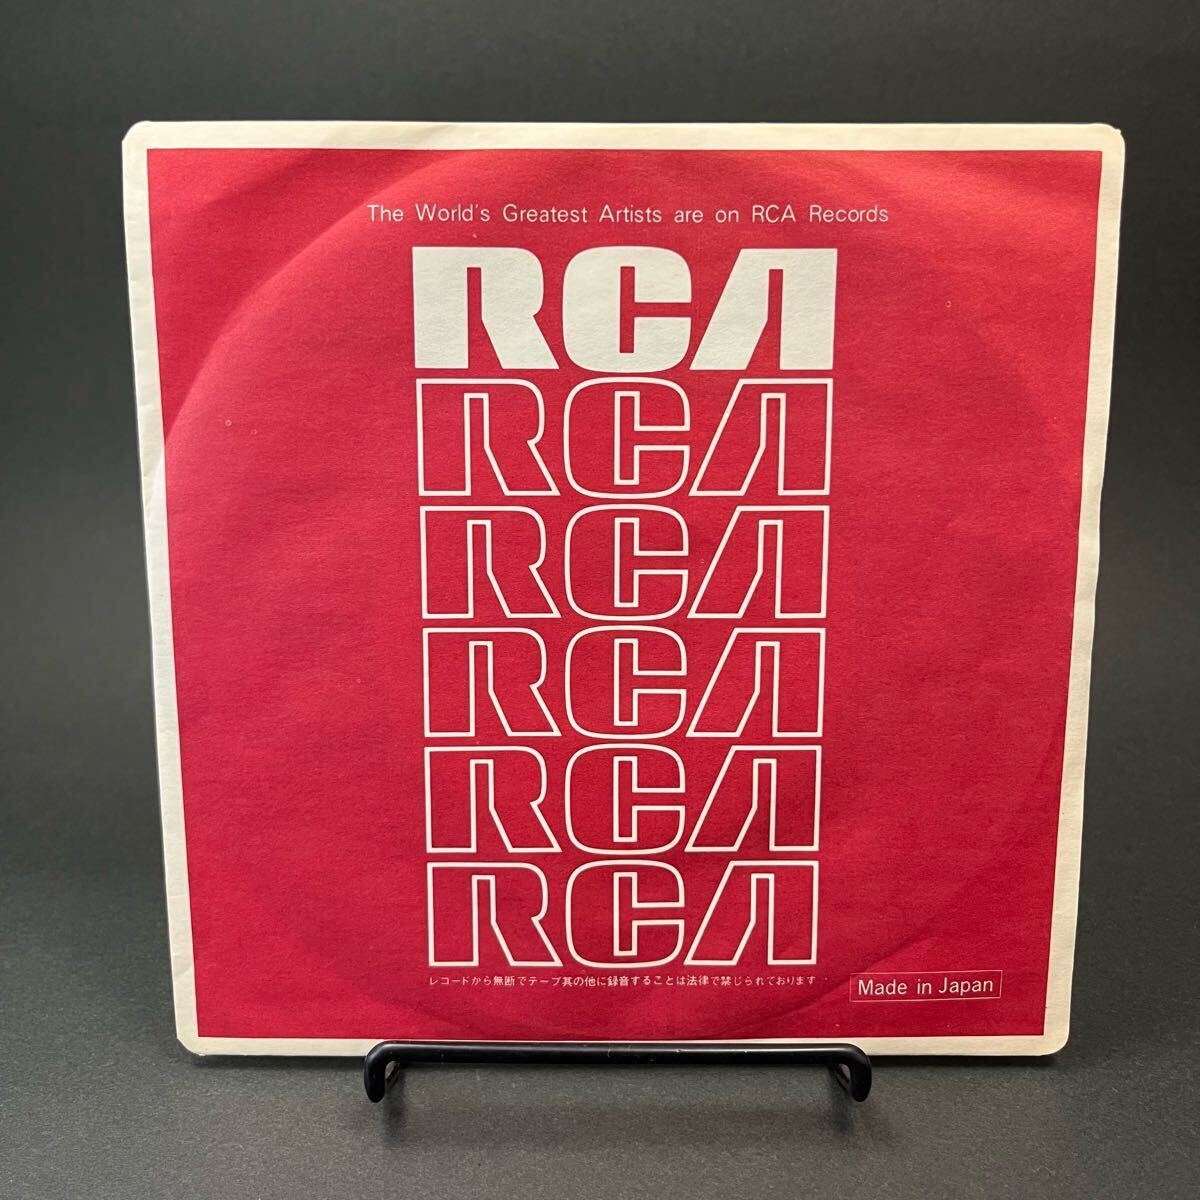 The World's Greatest Artists are on RCA Records
RCA
RCA
RCA
RCA
RCA
RCA
レコードから無断でテープ其の他に録音することは法律で禁じられております
Made in Japan